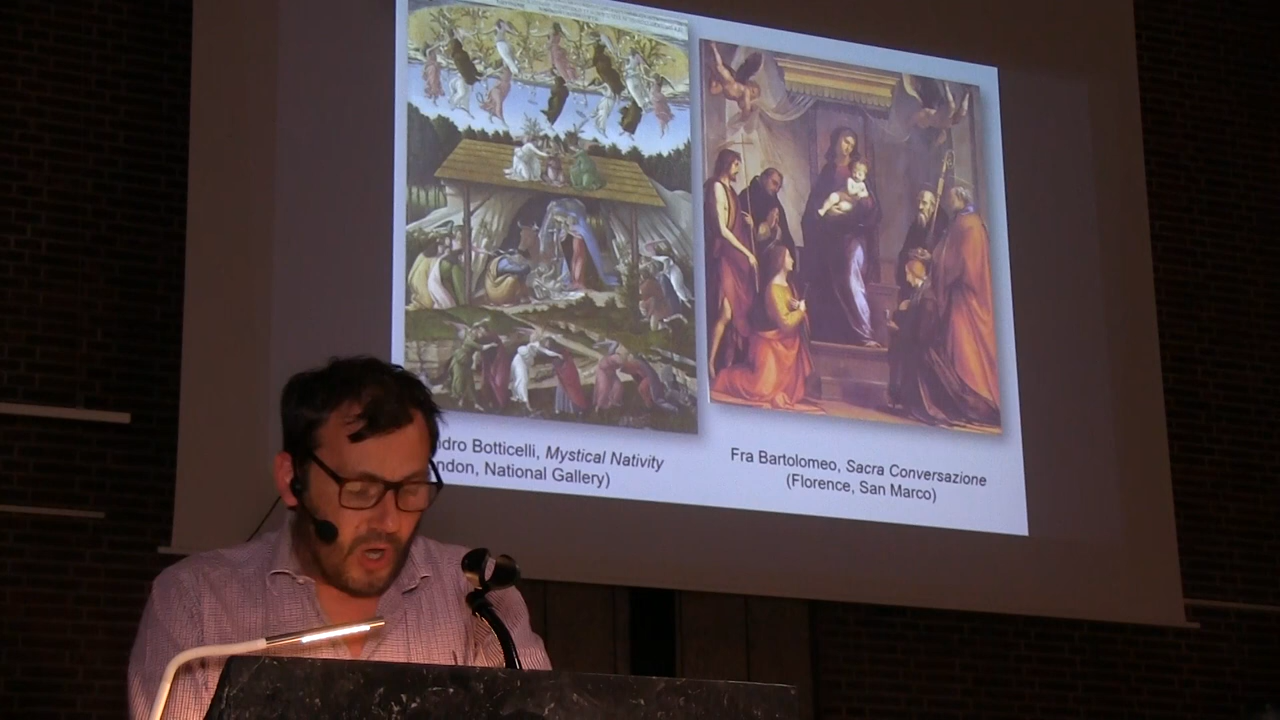 ndro Botticelli, Mystical Nativity
ndon, National Gallery)
Fra Bartolomeo, Sacra Conversazione
(Florence, San Marco)